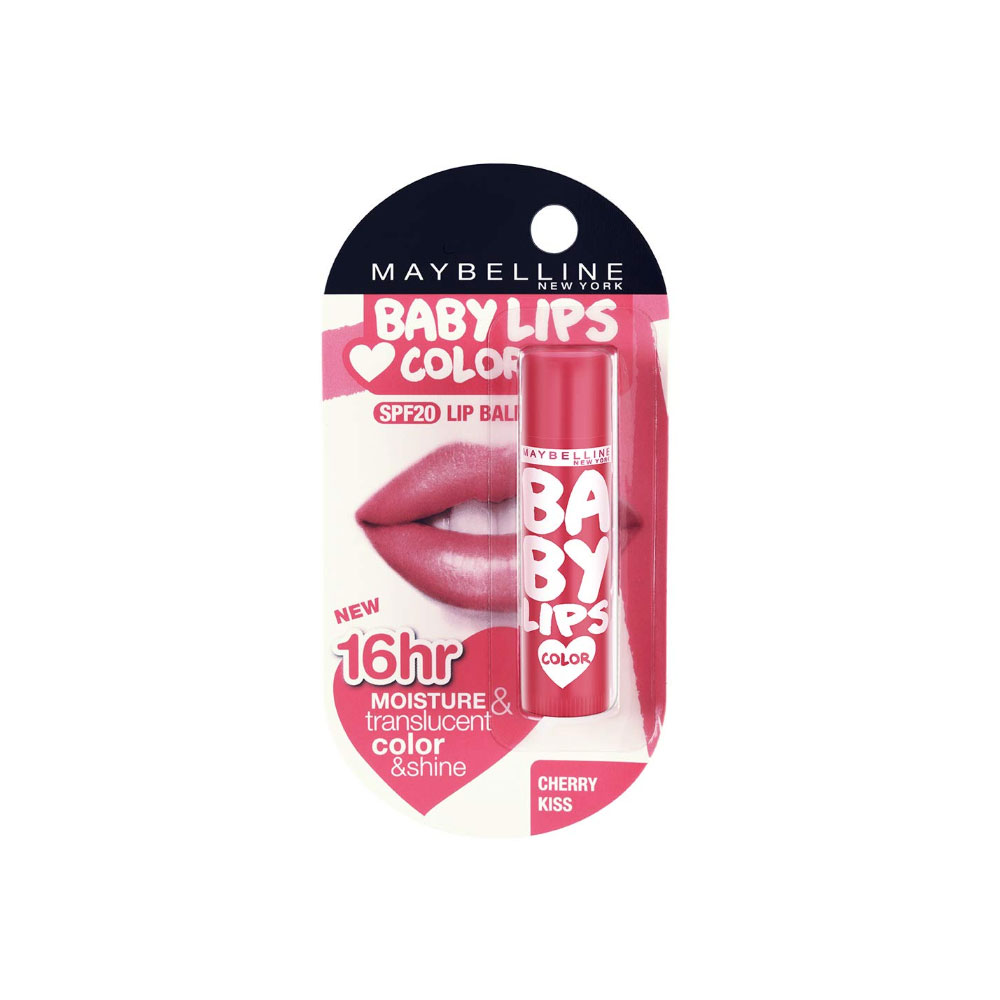 MAYBELLINE
NEW YORK
BABY LIPS
COLOR
SPF20 LIP BAL
MAYBELLINE
NEW YORK
BA
BY
LIPS
COLOR
NEW
16hr
MOISTURE &
translucent
color
&shine
CHERRY
KISS